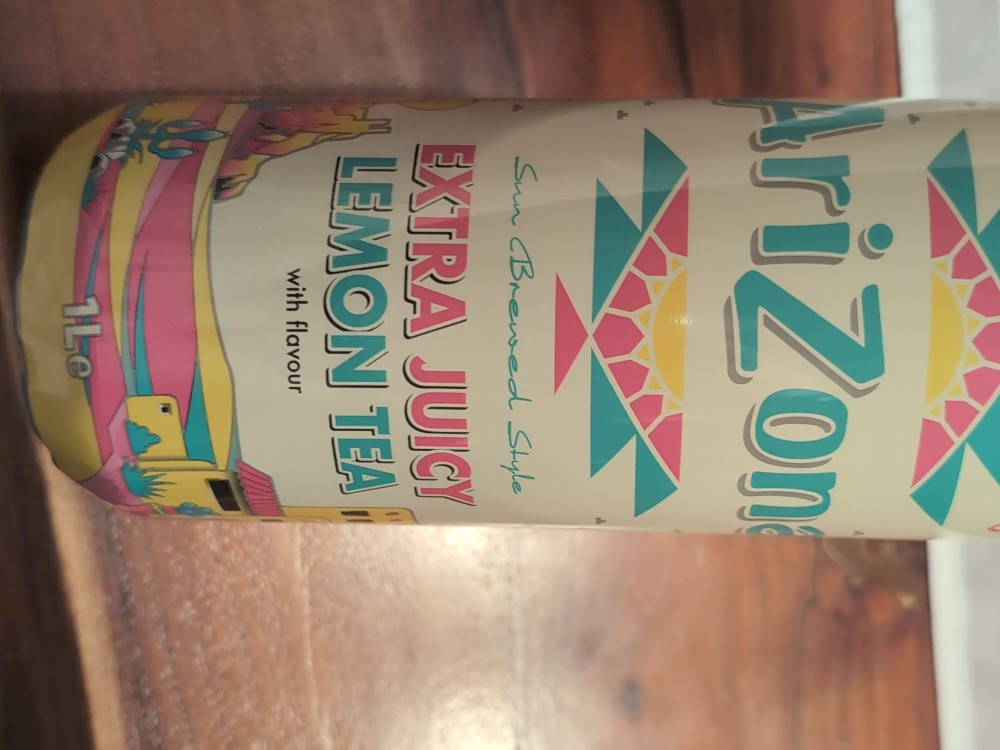 AriZona
Sun Brewed Style
EXTRA JUICY
LEMON TEA
with flavour
1L e